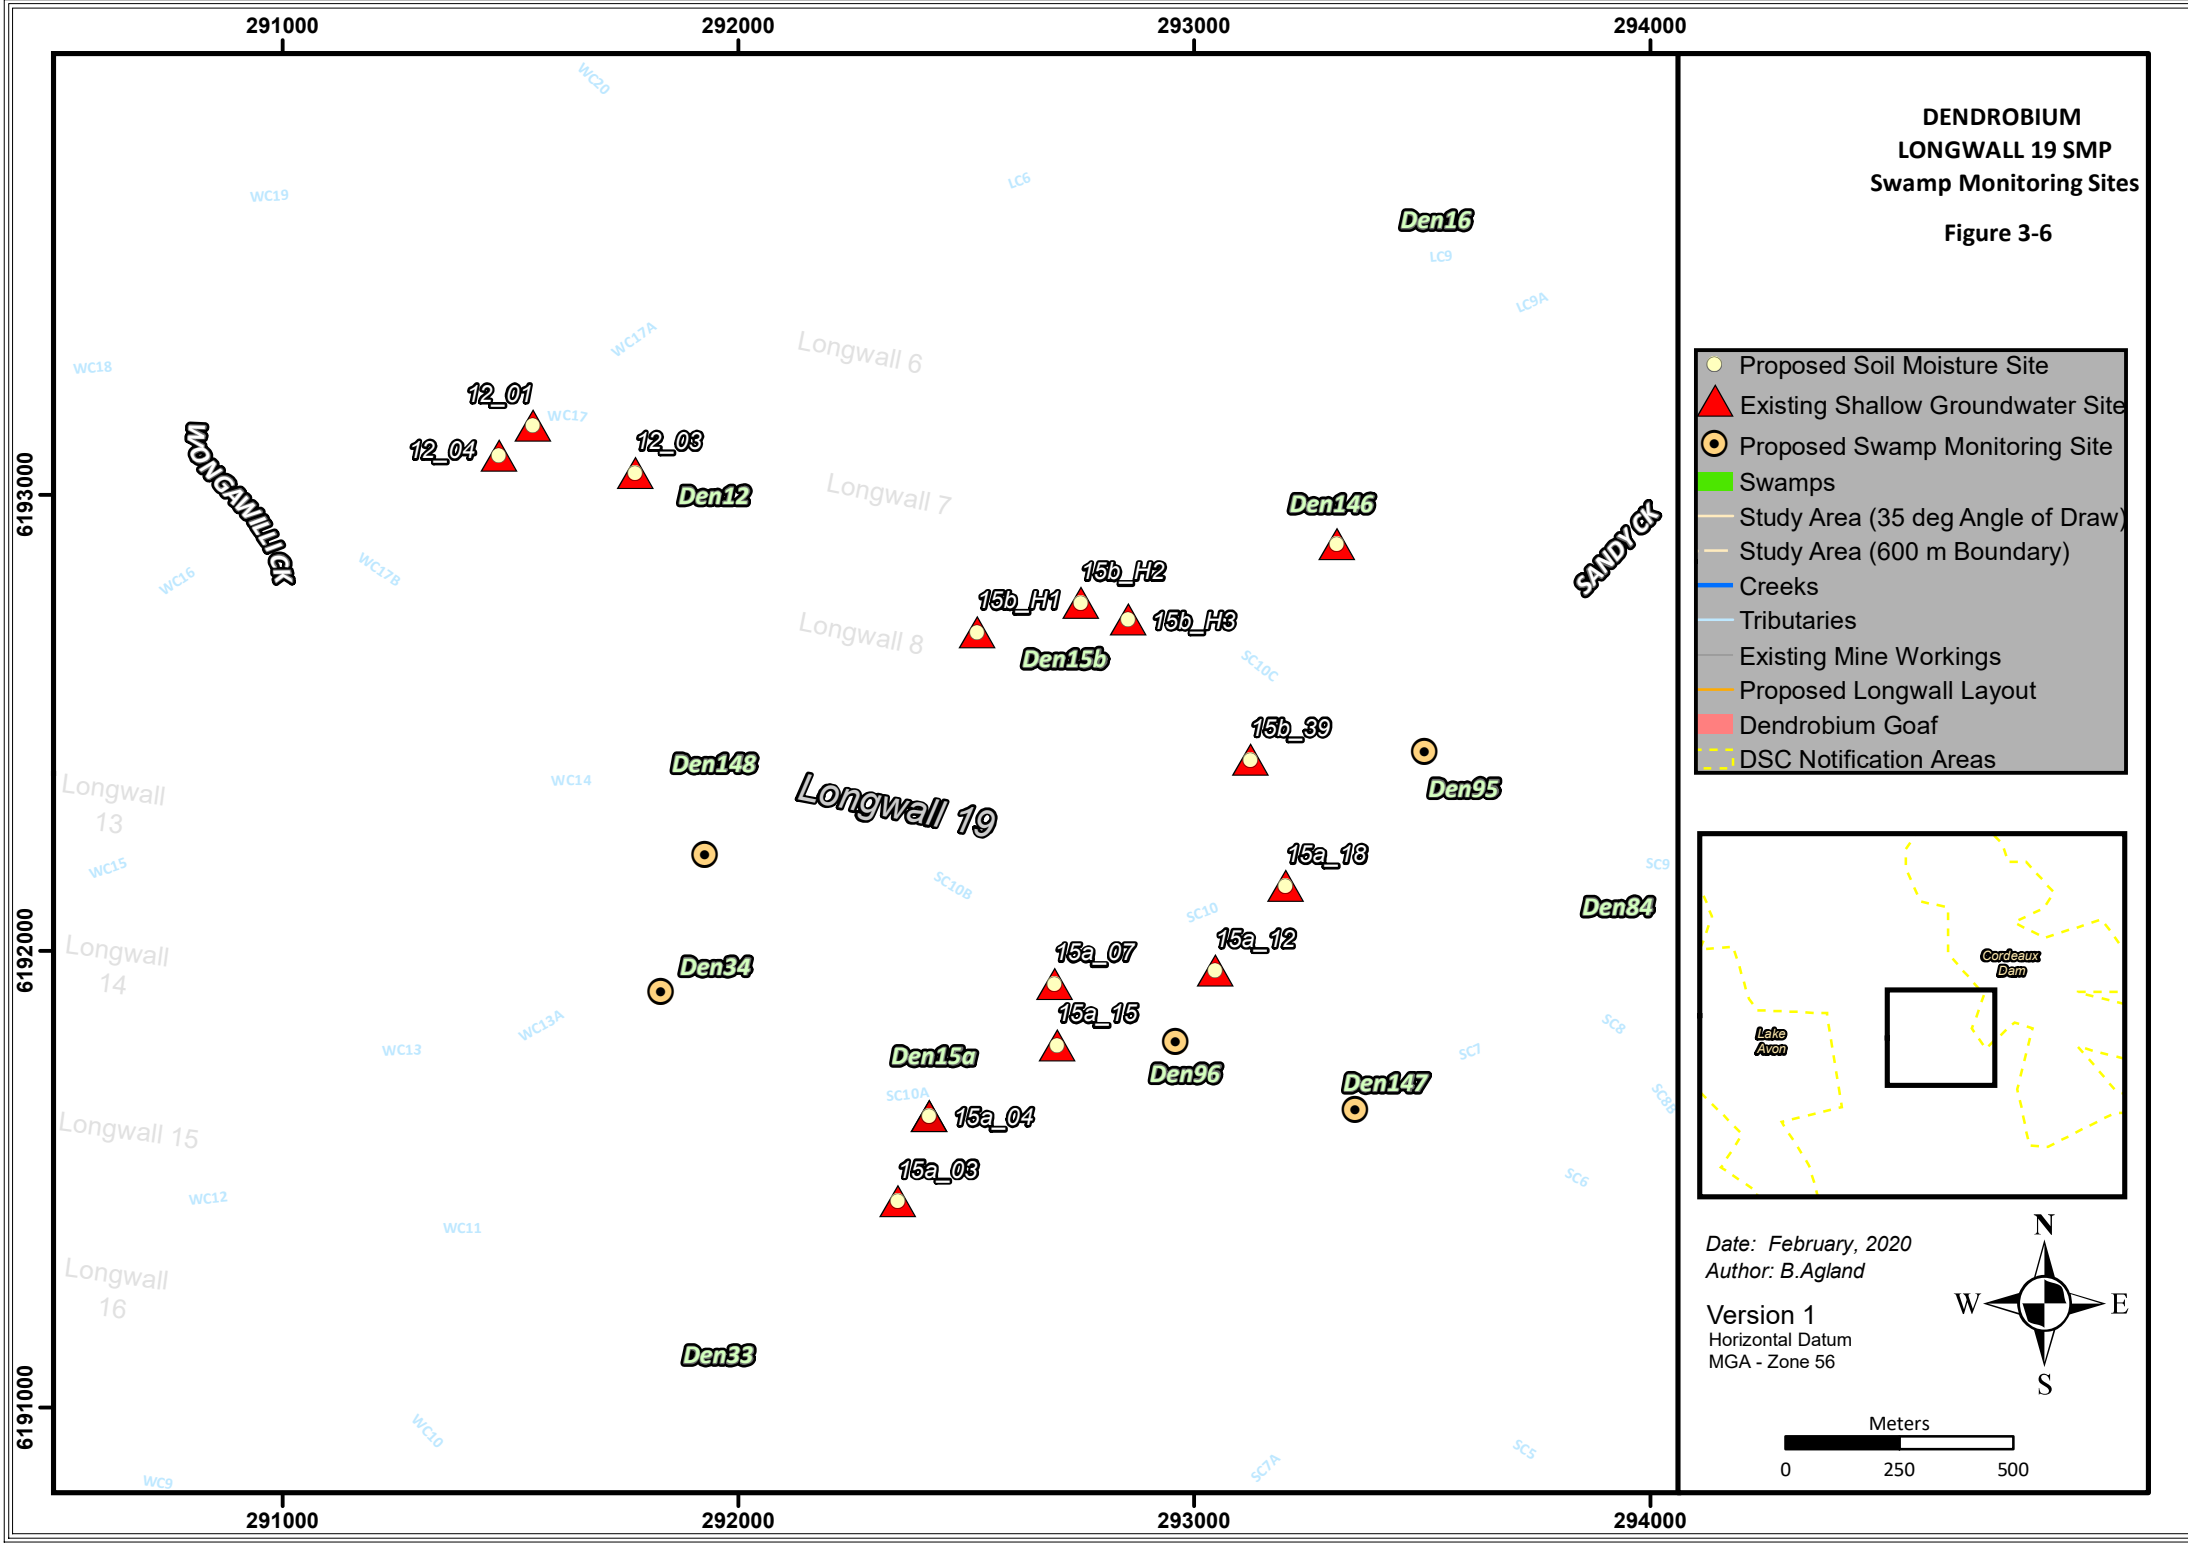 291000
292000
293000
294000
WC20
WC19
LC6
Den16
LC9
LC9A
WC17A
Longwall 6
WC18
12_01
WC17
12_04
12_03
Den12
Longwall 7
Den146
WONGAWILLI CK
SANDY CK
6193000
WC16
WC17B
15b_H2
15b_H1
15b_H3
Longwall 8
Den15b
SC10C
15b_39
Den148
WC14
Longwall 19
Den95
Longwall
13
WC15
15a_18
SC9
SC10B
SC10
Den84
6192000
Longwall
14
Den34
15a_07
15a_12
WC13A
15a_15
SC8
WC13
Den15a
Den96
SC7
Den147
SC10A
15a_04
SC8B
Longwall 15
15a_03
SC6
WC12
WC11
Longwall
16
Den33
6191000
WC10
WC9
SC7A
SC5
291000
292000
293000
294000
DENDROBIUM
LONGWALL 19 SMP
Swamp Monitoring Sites
Figure 3-6
Proposed Soil Moisture Site
Existing Shallow Groundwater Site
Proposed Swamp Monitoring Site
Swamps
Study Area (35 deg Angle of Draw)
Study Area (600 m Boundary)
Creeks
Tributaries
Existing Mine Workings
Proposed Longwall Layout
Dendrobium Goaf
DSC Notification Areas
Cordeaux
Dam
Lake
Avon
Date: February, 2020
Author: B.Agland
Version 1
Horizontal Datum
MGA - Zone 56
N
W
E
S
Meters
0
250
500